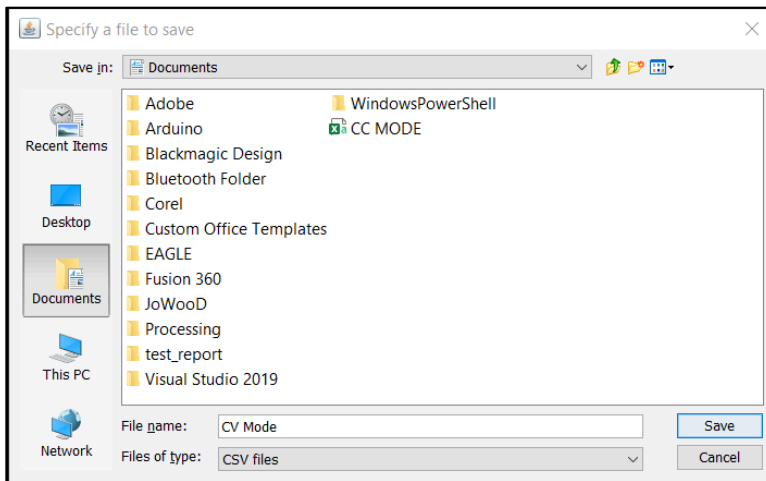 Specify a file to save
Save in: Documents
Recent Items
Desktop
Documents
This PC
Network
Adobe
Arduino
Blackmagic Design
Bluetooth Folder
Corel
Custom Office Templates
EAGLE
Fusion 360
JoWooD
Processing
test_report
Visual Studio 2019
WindowsPowerShell
CC MODE
File name: CV Mode
Save
Files of type: CSV files
Cancel